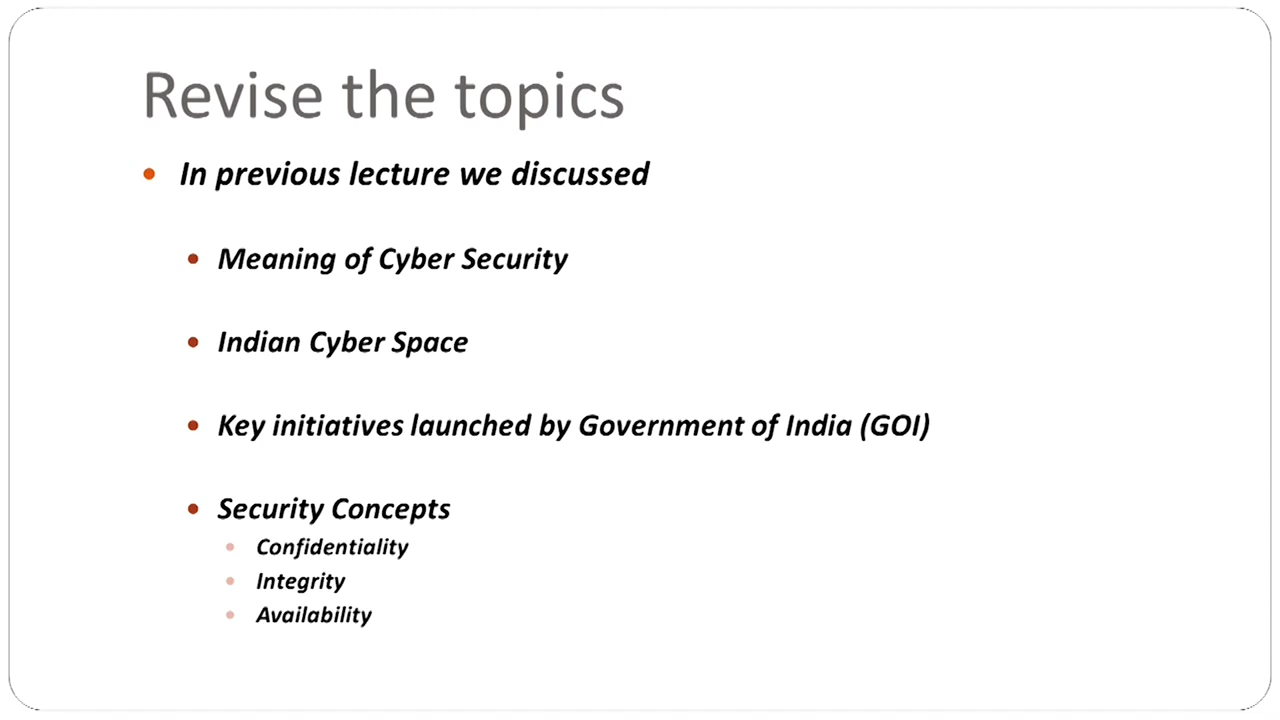 Revise the topics
In previous lecture we discussed
Meaning of Cyber Security
Indian Cyber Space
Key initiatives launched by Government of India (GOI)
Security Concepts
Confidentiality
Integrity
Availability